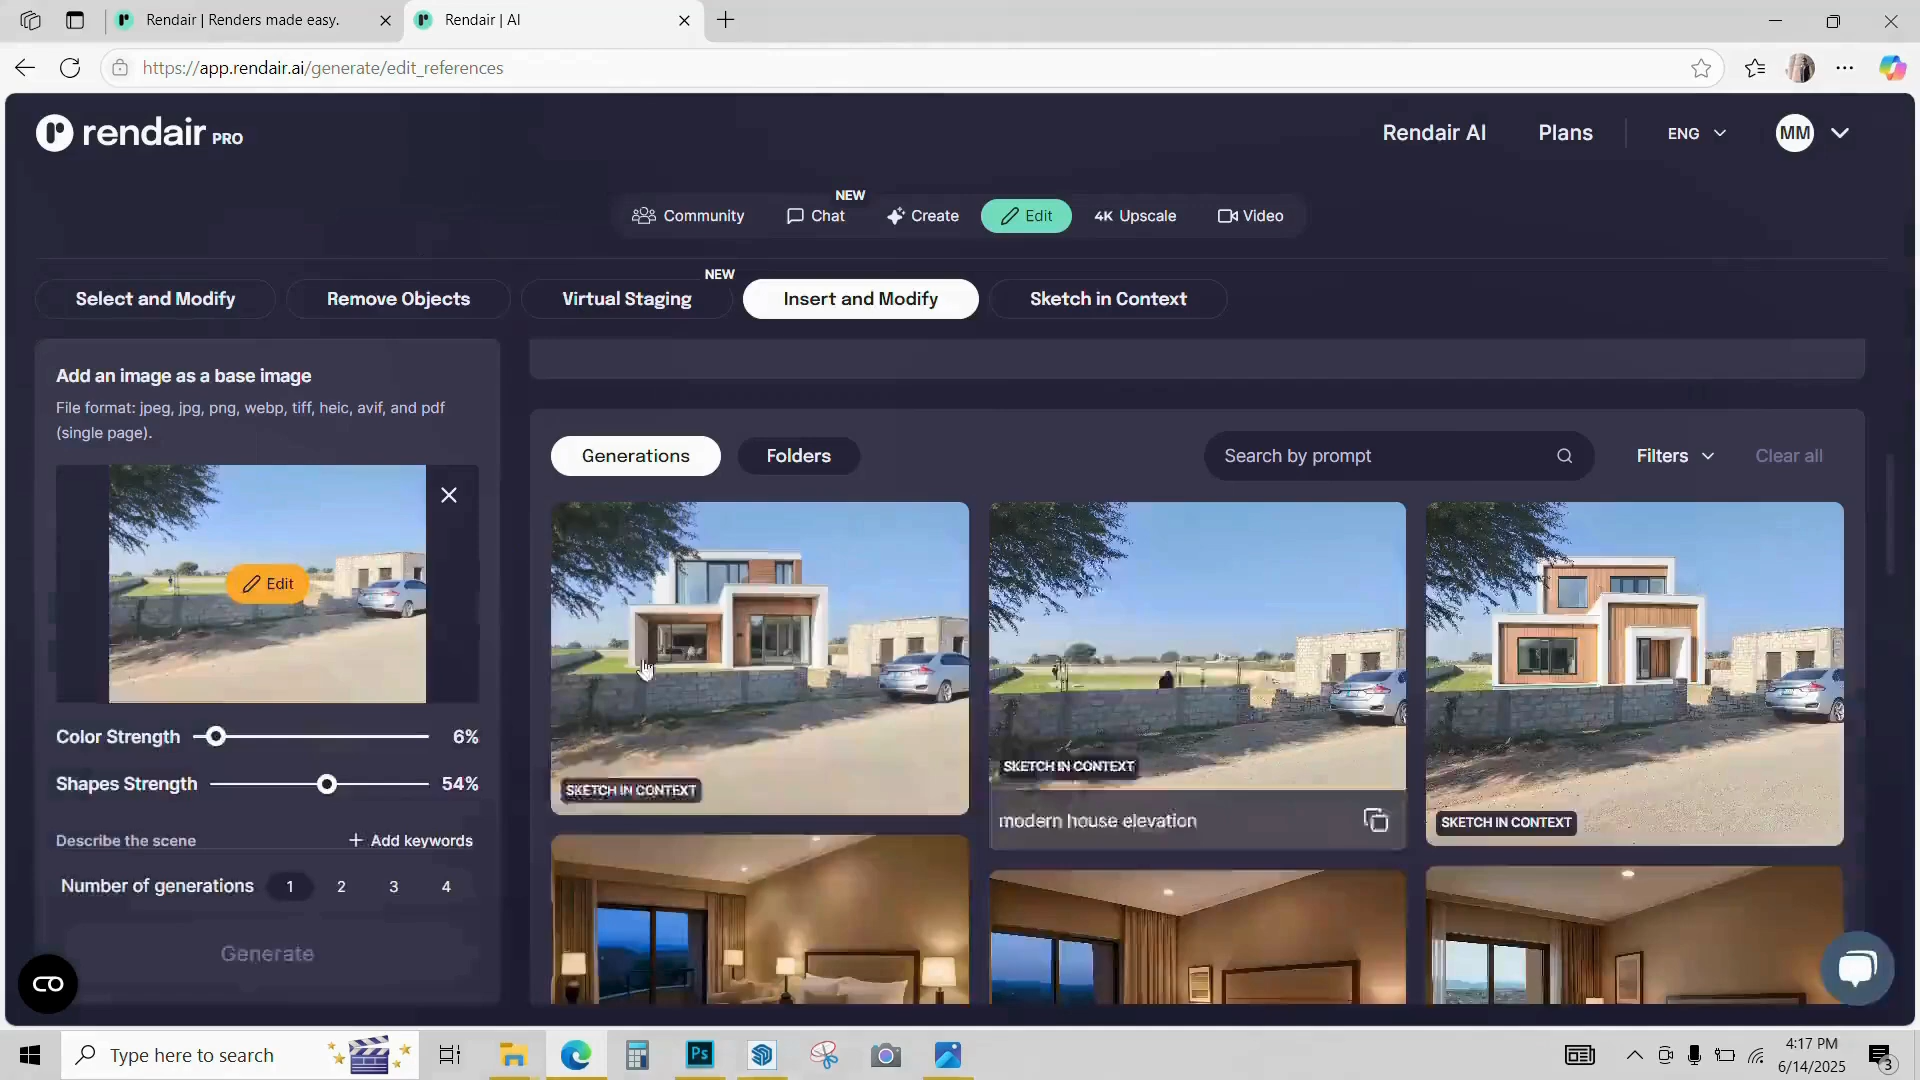 Rendair | Renders made easy.
Rendair | AI
https://app.rendair.ai/generate/edit_references
rendair PRO
Rendair AI
Plans
ENG
MM
Community
NEW
Chat
Create
Edit
4K Upscale
Video
Select and Modify
Remove Objects
NEW
Virtual Staging
Insert and Modify
Sketch in Context
Add an image as a base image
File format: jpeg, jpg, png, webp, tiff, heic, avif, and pdf
(single page).
Edit
Color Strength 6%
Shapes Strength 54%
Describe the scene
+ Add keywords
Number of generations 1 2 3 4
Generate
Generations
Folders
Search by prompt
Filters
Clear all
SKETCH IN CONTEXT
SKETCH IN CONTEXT
modern house elevation
SKETCH IN CONTEXT
Type here to search
Ps
4:17 PM
6/14/2025
3